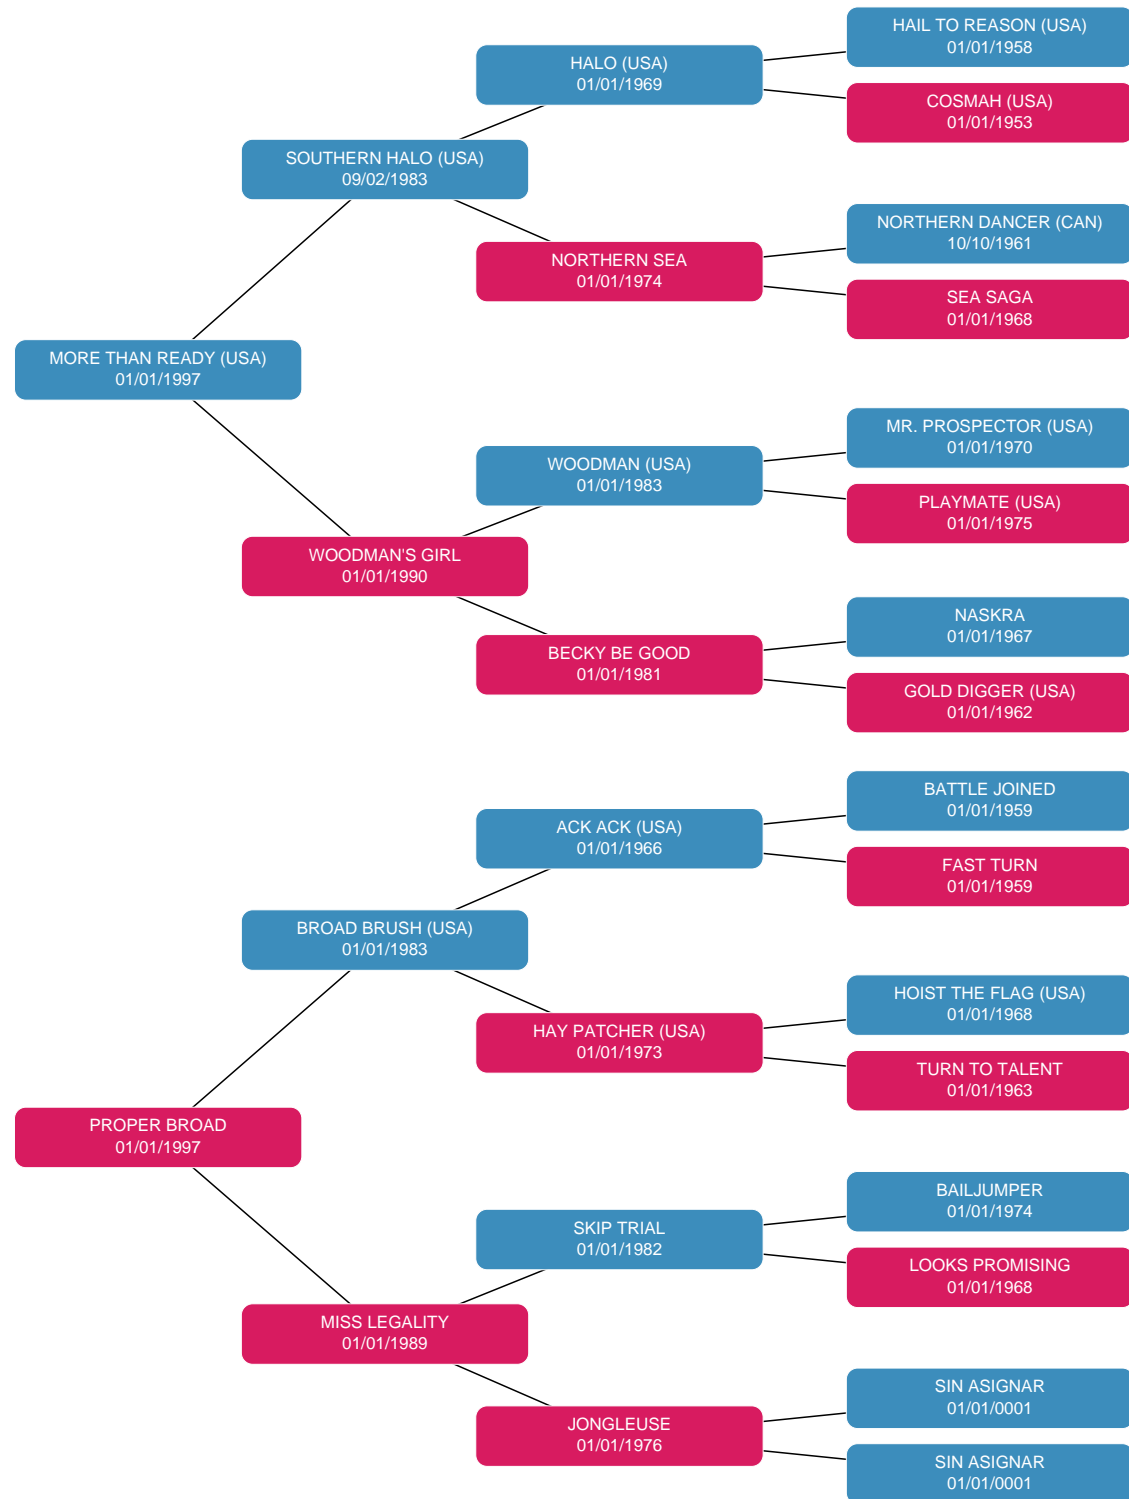 HAIL TO REASON (USA)
01/01/1958
HALO (USA)
01/01/1969
COSMAH (USA)
01/01/1953
SOUTHERN HALO (USA)
09/02/1983
NORTHERN DANCER (CAN)
10/10/1961
NORTHERN SEA
01/01/1974
SEA SAGA
01/01/1968
MORE THAN READY (USA)
01/01/1997
MR. PROSPECTOR (USA)
01/01/1970
WOODMAN (USA)
01/01/1983
PLAYMATE (USA)
01/01/1975
WOODMAN'S GIRL
01/01/1990
NASKRA
01/01/1967
BECKY BE GOOD
01/01/1981
GOLD DIGGER (USA)
01/01/1962
BATTLE JOINED
01/01/1959
ACK ACK (USA)
01/01/1966
FAST TURN
01/01/1959
BROAD BRUSH (USA)
01/01/1983
HOIST THE FLAG (USA)
01/01/1968
HAY PATCHER (USA)
01/01/1973
TURN TO TALENT
01/01/1963
PROPER BROAD
01/01/1997
BAILJUMPER
01/01/1974
SKIP TRIAL
01/01/1982
LOOKS PROMISING
01/01/1968
MISS LEGALITY
01/01/1989
SIN ASIGNAR
01/01/0001
JONGLEUSE
01/01/1976
SIN ASIGNAR
01/01/0001